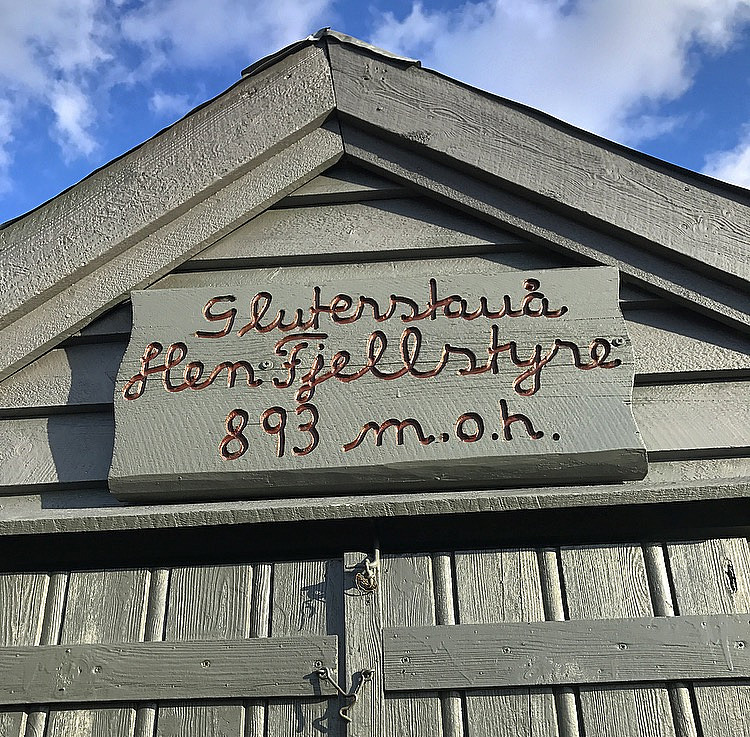 Gluterstauå
Hen Fjellstyre
893 m.o.h.